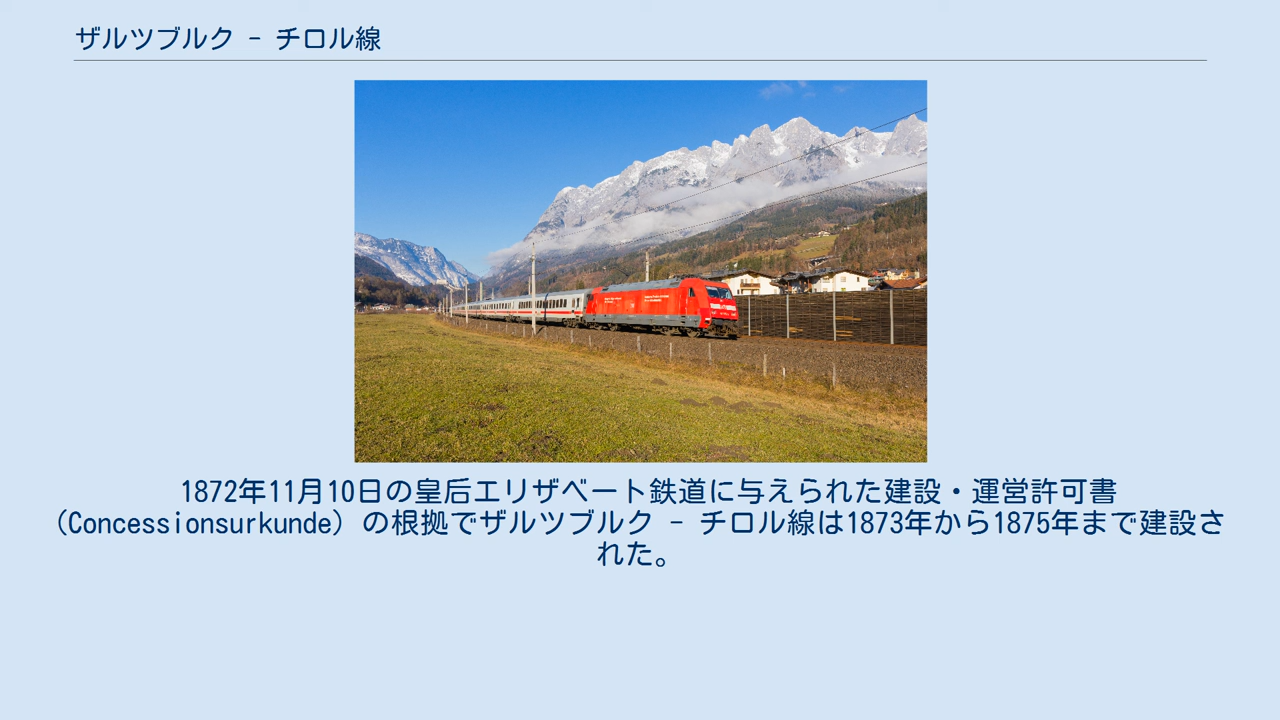 ザルツブルク - チロル線
1872年11月10日の皇后エリザベート鉄道に与えられた建設・運営許可書
(Concessionsurkunde) の根拠でザルツブルク - チロル線は1873年から1875年まで建設さ
れた。